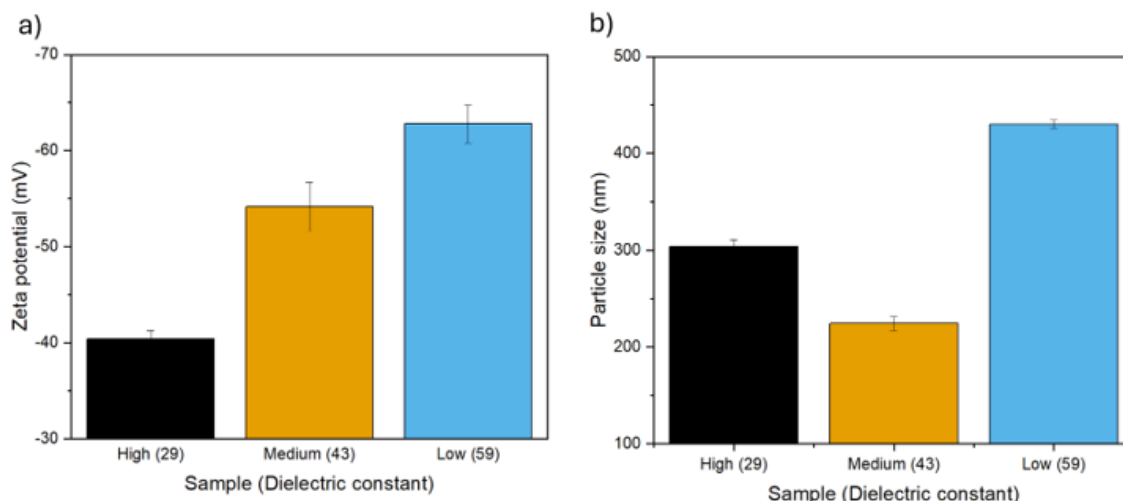 a)
Zeta potential (mV)
-70
-60
-50
-40
-30
High (29)
Medium (43)
Low (59)
Sample (Dielectric constant)
b)
Particle size (nm)
500
400
300
200
100
High (29)
Medium (43)
Low (59)
Sample (Dielectric constant)